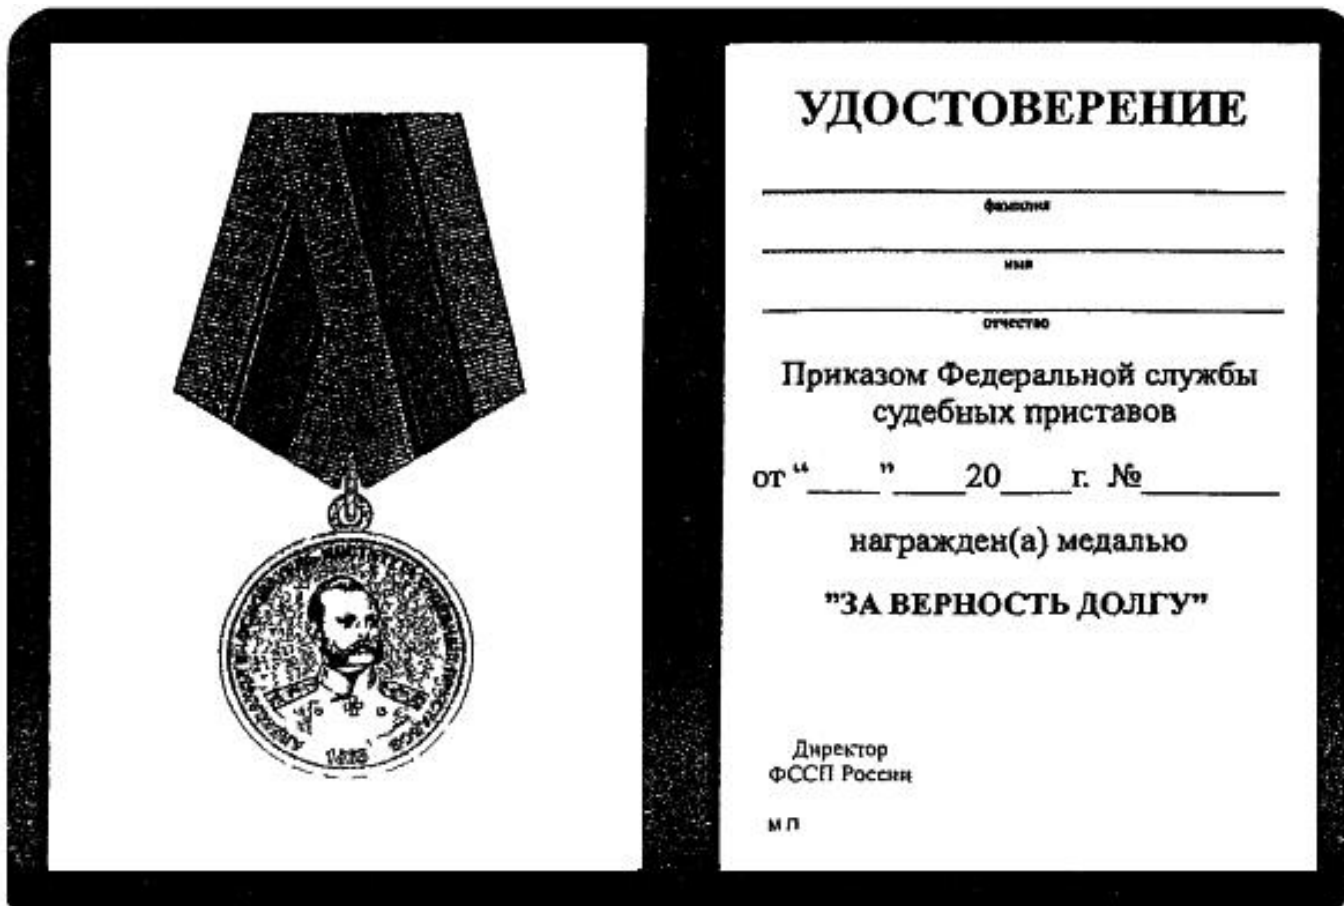 УДОСТОВЕРЕНИЕ
фамилия
имя
отчество
Приказом Федеральной службы
судебных приставов
от “____”____20____г. №________
награжден(а) медалью
”ЗА ВЕРНОСТЬ ДОЛГУ”
Директор
ФССП России
м п